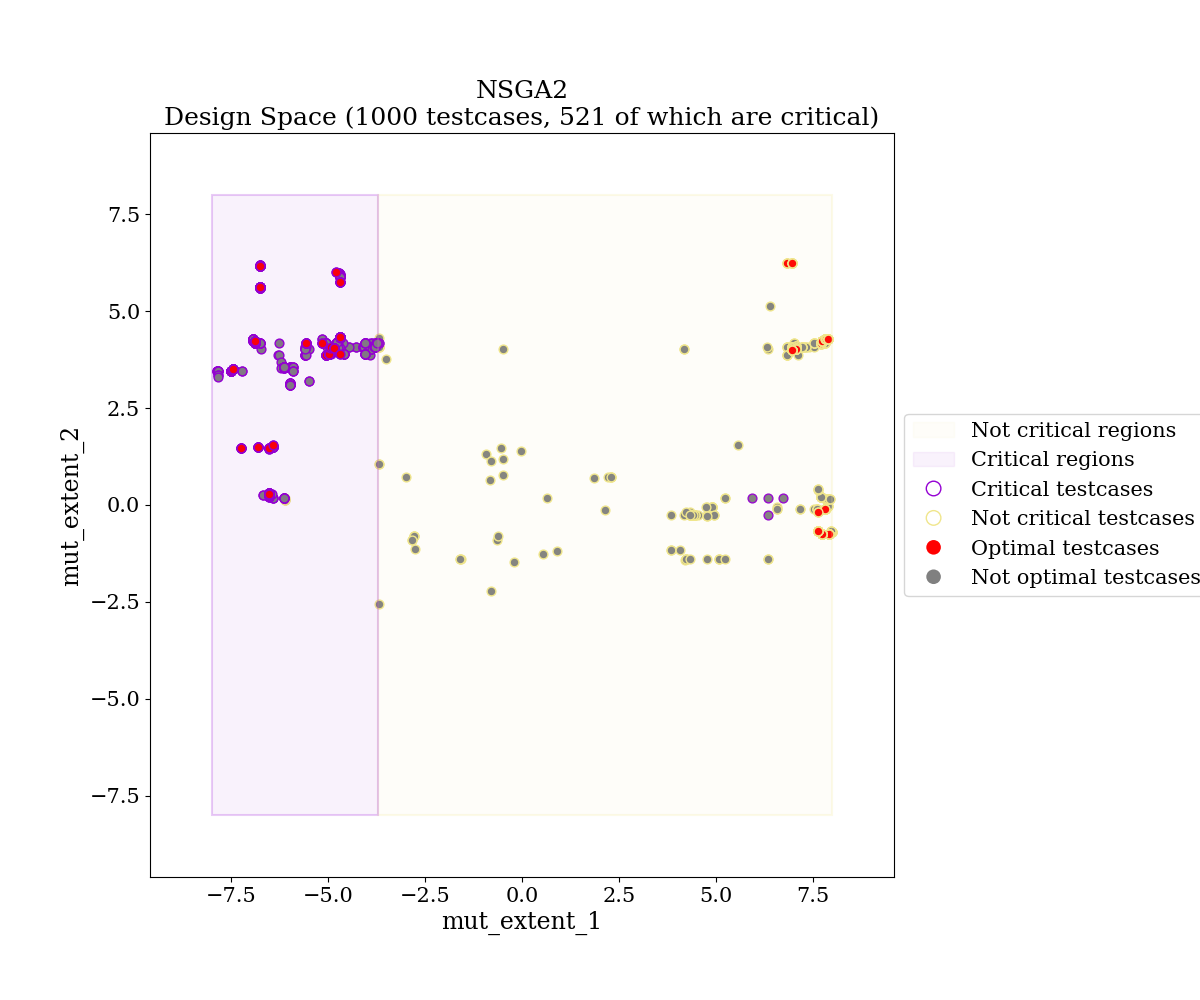 NSGA2
Design Space (1000 testcases, 521 of which are critical)
7.5
5.0
2.5
0.0
−2.5
−5.0
−7.5
mut_extent_2
−7.5
−5.0
−2.5
0.0
2.5
5.0
7.5
mut_extent_1
Not critical regions
Critical regions
Critical testcases
Not critical testcases
Optimal testcases
Not optimal testcases